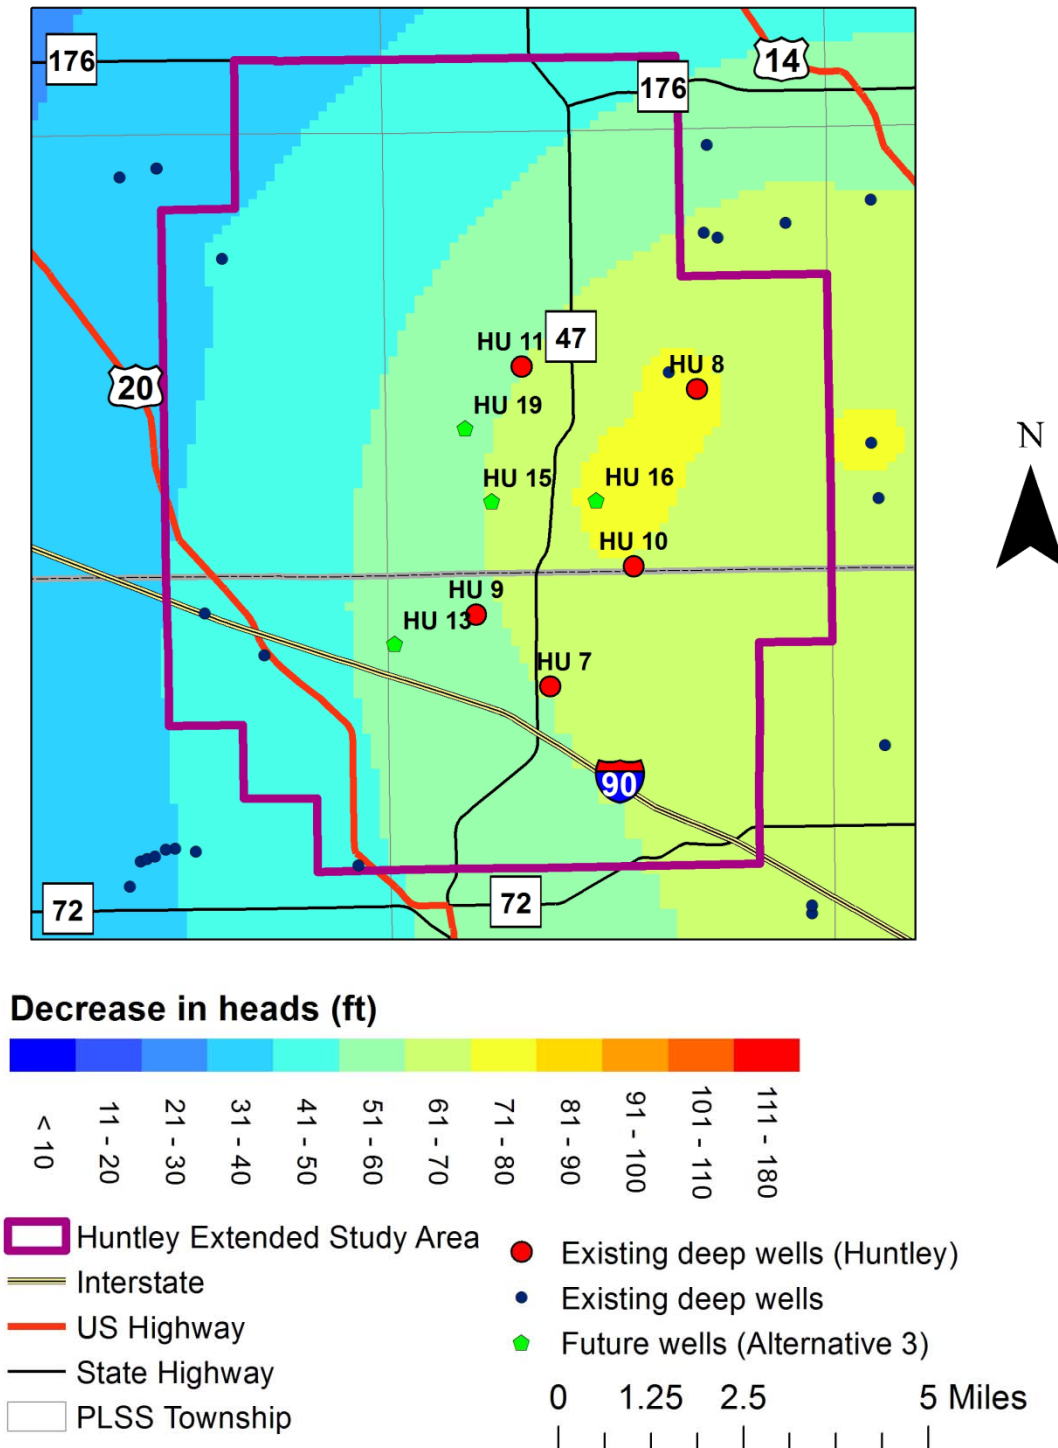 176
14
176
HU 11
47
HU 8
20
HU 19
HU 15
HU 16
HU 10
HU 9
HU 13
HU 7
90
72
72
N
Decrease in heads (ft)
< 10
11 - 20
21 - 30
31 - 40
41 - 50
51 - 60
61 - 70
71 - 80
81 - 90
91 - 100
101 - 110
111 - 180
Huntley Extended Study Area
Interstate
US Highway
State Highway
PLSS Township
Existing deep wells (Huntley)
Existing deep wells
Future wells (Alternative 3)
0 1.25 2.5 5 Miles